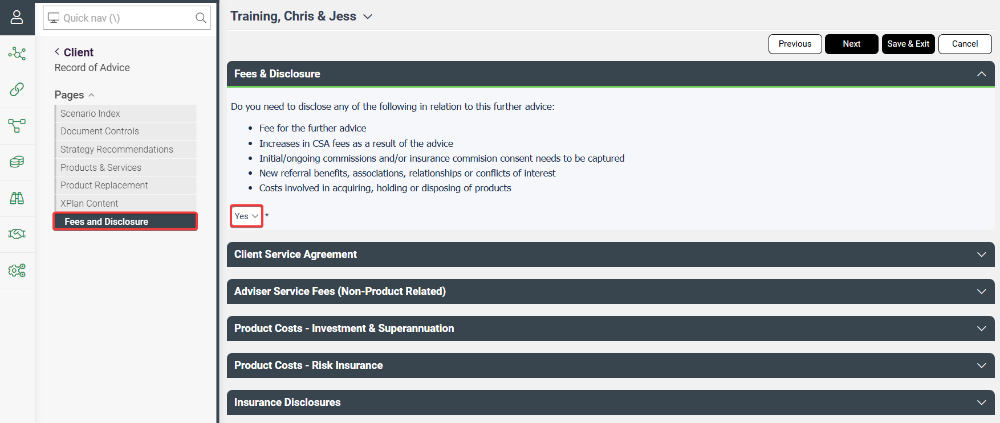 Quick nav (\)
Client
Record of Advice
Pages
Scenario Index
Document Controls
Strategy Recommendations
Products & Services
Product Replacement
XPlan Content
Fees and Disclosure
Training, Chris & Jess
Previous
Next
Save & Exit
Cancel
Fees & Disclosure
Do you need to disclose any of the following in relation to this further advice:
• Fee for the further advice
• Increases in CSA fees as a result of the advice
• Initial/ongoing commissions and/or insurance commision consent needs to be captured
• New referral benefits, associations, relationships or conflicts of interest
• Costs involved in acquiring, holding or disposing of products
Yes *
Client Service Agreement
Adviser Service Fees (Non-Product Related)
Product Costs - Investment & Superannuation
Product Costs - Risk Insurance
Insurance Disclosures